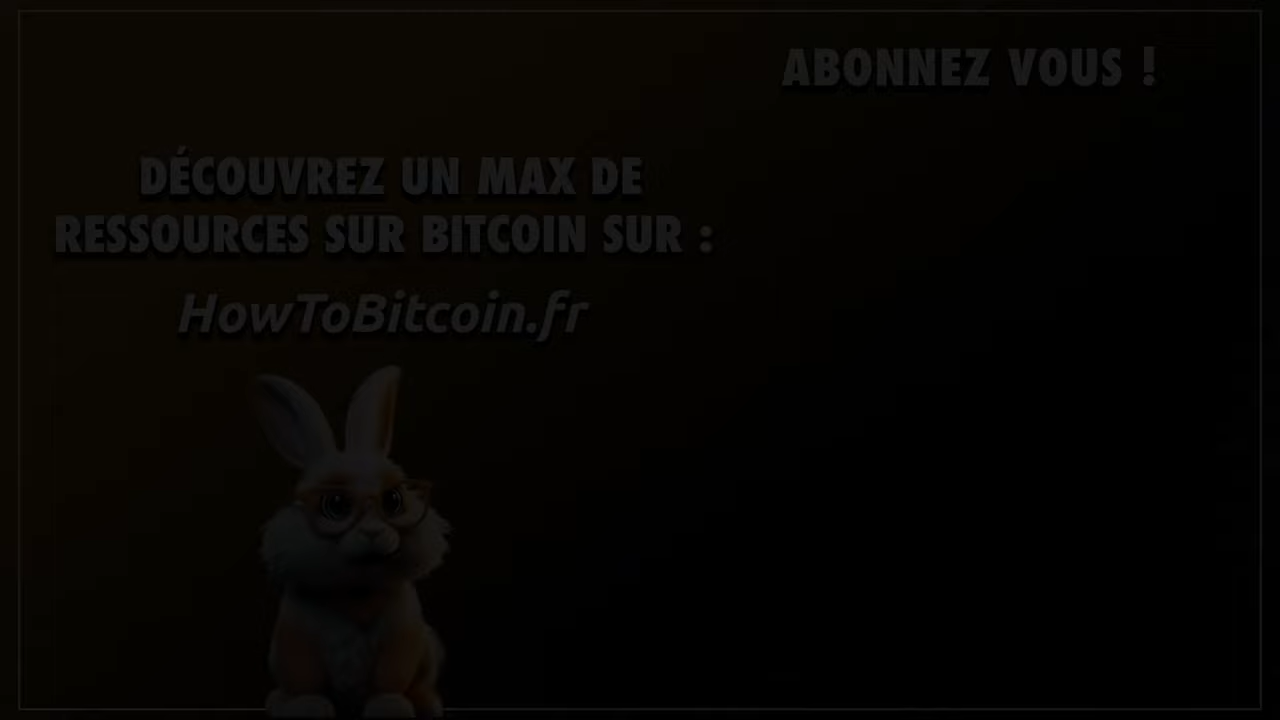 ABONNEZ VOUS !
DÉCOUVREZ UN MAX DE
RESSOURCES SUR BITCOIN SUR :
HowToBitcoin.fr